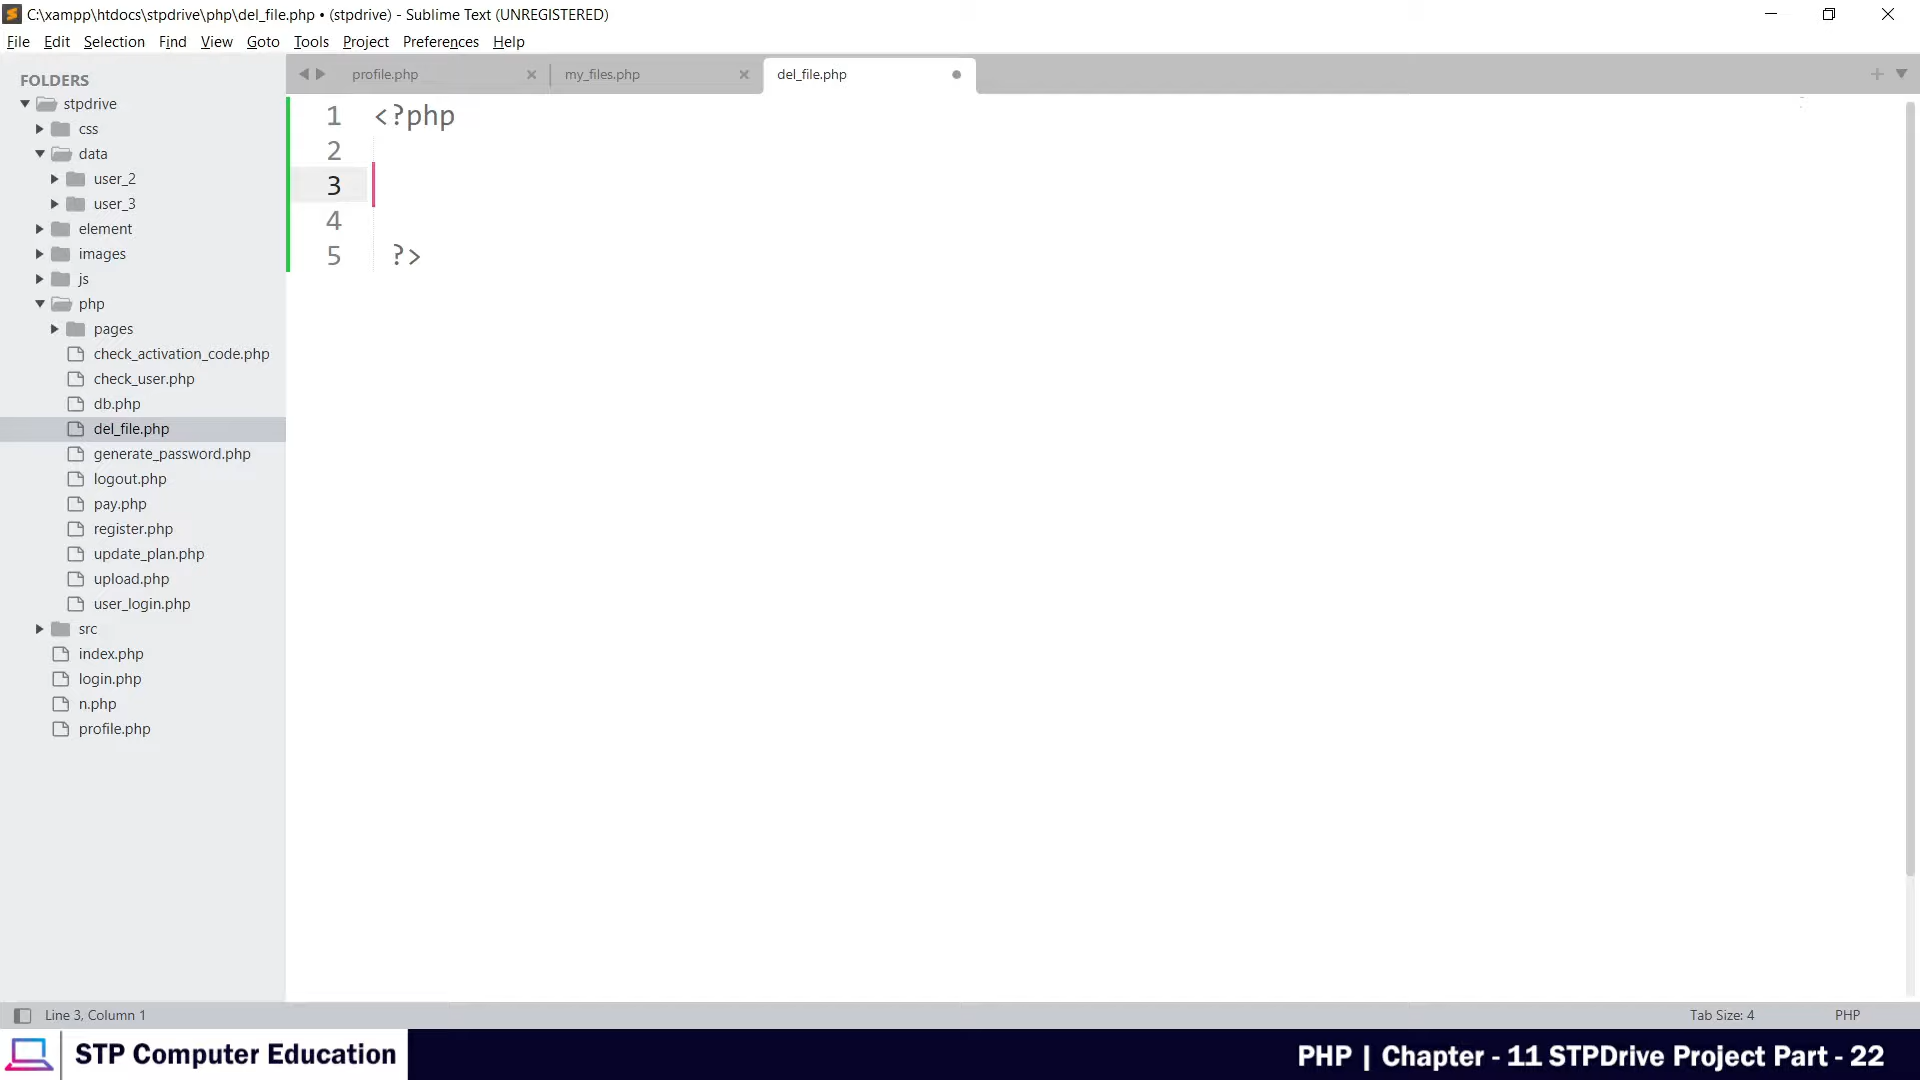 C:\xampp\htdocs\stpdrive\php\del_file.php • (stpdrive) - Sublime Text (UNREGISTERED)
File Edit Selection Find View Goto Tools Project Preferences Help
FOLDERS
stpdrive
css
data
user_2
user_3
element
images
js
php
pages
check_activation_code.php
check_user.php
db.php
del_file.php
generate_password.php
logout.php
pay.php
register.php
update_plan.php
upload.php
user_login.php
src
index.php
login.php
n.php
profile.php
profile.php my_files.php del_file.php
1 <?php
2
3
4
5 ?>
Line 3, Column 1 Tab Size: 4 PHP
STP Computer Education PHP | Chapter - 11 STPDrive Project Part - 22